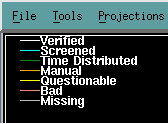 File Tools Projections
Verified
Screened
Time Distributed
Manual
Questionable
Bad
Missing